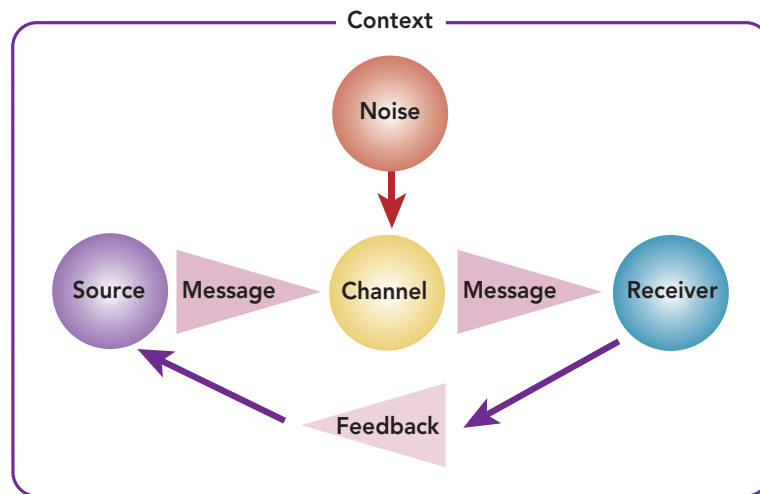 Context
Noise
Source
Message
Channel
Message
Receiver
Feedback